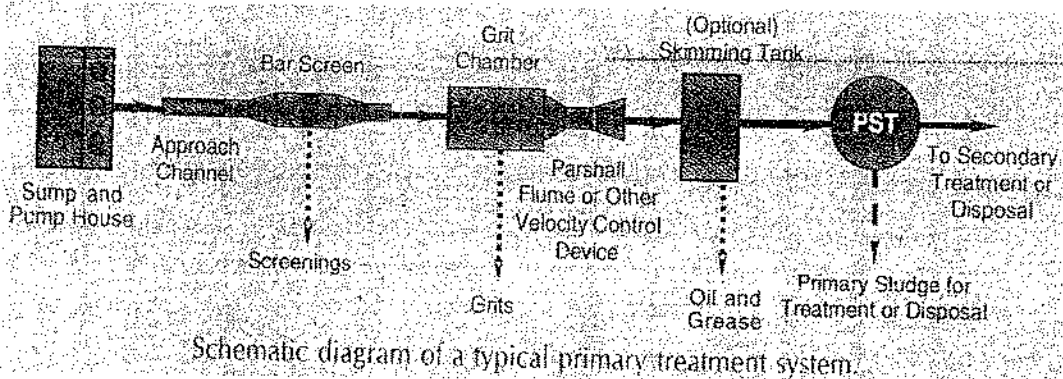 (Optional)
Skimming Tank
Grit
Chamber
Bar Screen
PST
Approach
Channel
Sump and
Pump House
Parshall
Flume or Other
Velocity Control
Device
To Secondary
Treatment or
Disposal
Screenings
Grits
Oil and
Grease
Primary Sludge for
Treatment or Disposal
Schematic diagram of a typical primary treatment system.